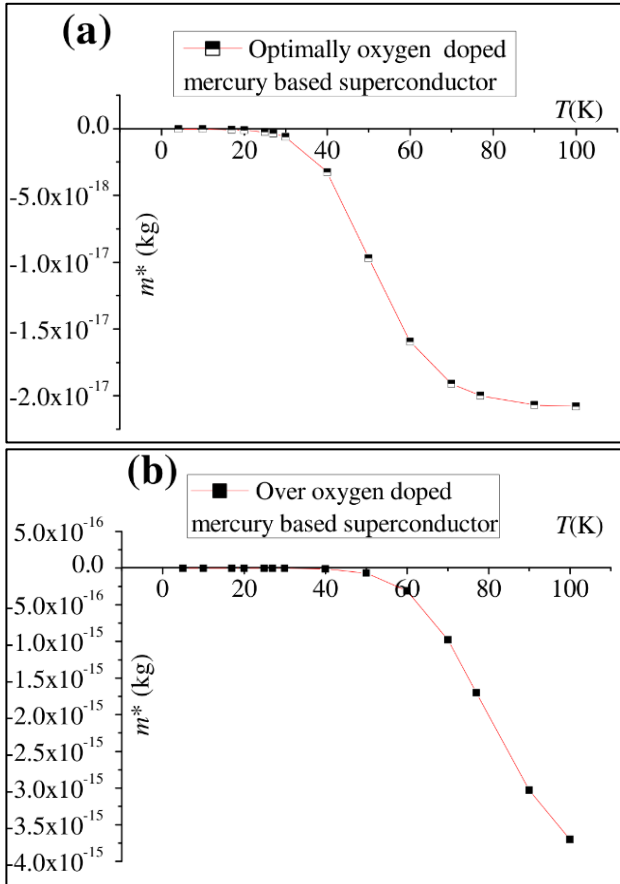 (a)
Optimally oxygen doped
mercury based superconductor
T(K)
0.0
0 20 40 60 80 100
-5.0x10⁻¹⁸
-1.0x10⁻¹⁷
-1.5x10⁻¹⁷
-2.0x10⁻¹⁷
m* (kg)
(b)
Over oxygen doped
mercury based superconductor
T(K)
5.0x10⁻¹⁶
0.0
0 20 40 60 80 100
-5.0x10⁻¹⁶
-1.0x10⁻¹⁵
-1.5x10⁻¹⁵
-2.0x10⁻¹⁵
-2.5x10⁻¹⁵
-3.0x10⁻¹⁵
-3.5x10⁻¹⁵
-4.0x10⁻¹⁵
m* (kg)